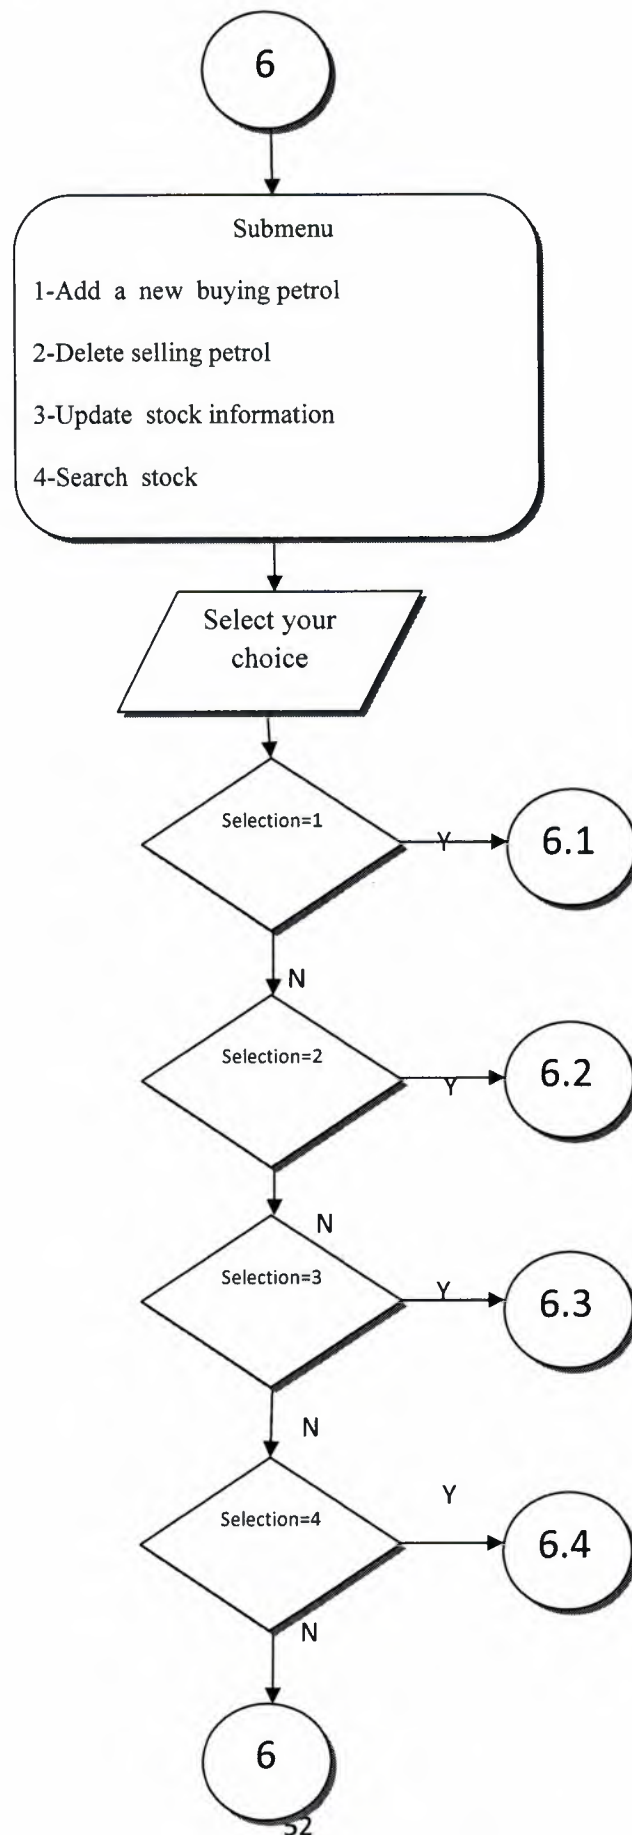 6
Submenu
1-Add a new buying petrol
2-Delete selling petrol
3-Update stock information
4-Search stock
Select your
choice
Selection=1
Y
6.1
N
Selection=2
Y
6.2
N
Selection=3
Y
6.3
N
Selection=4
Y
6.4
N
6